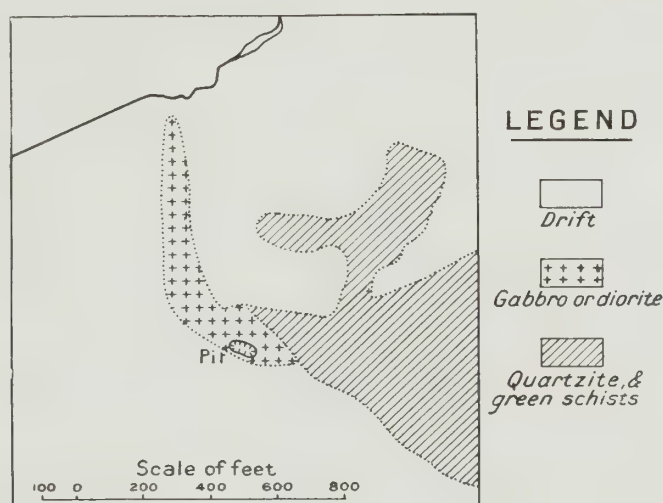 LEGEND
Drift
Gabbro or diorite
Quartzite, &
green schists
Pit
Scale of feet
100 0 200 400 600 800